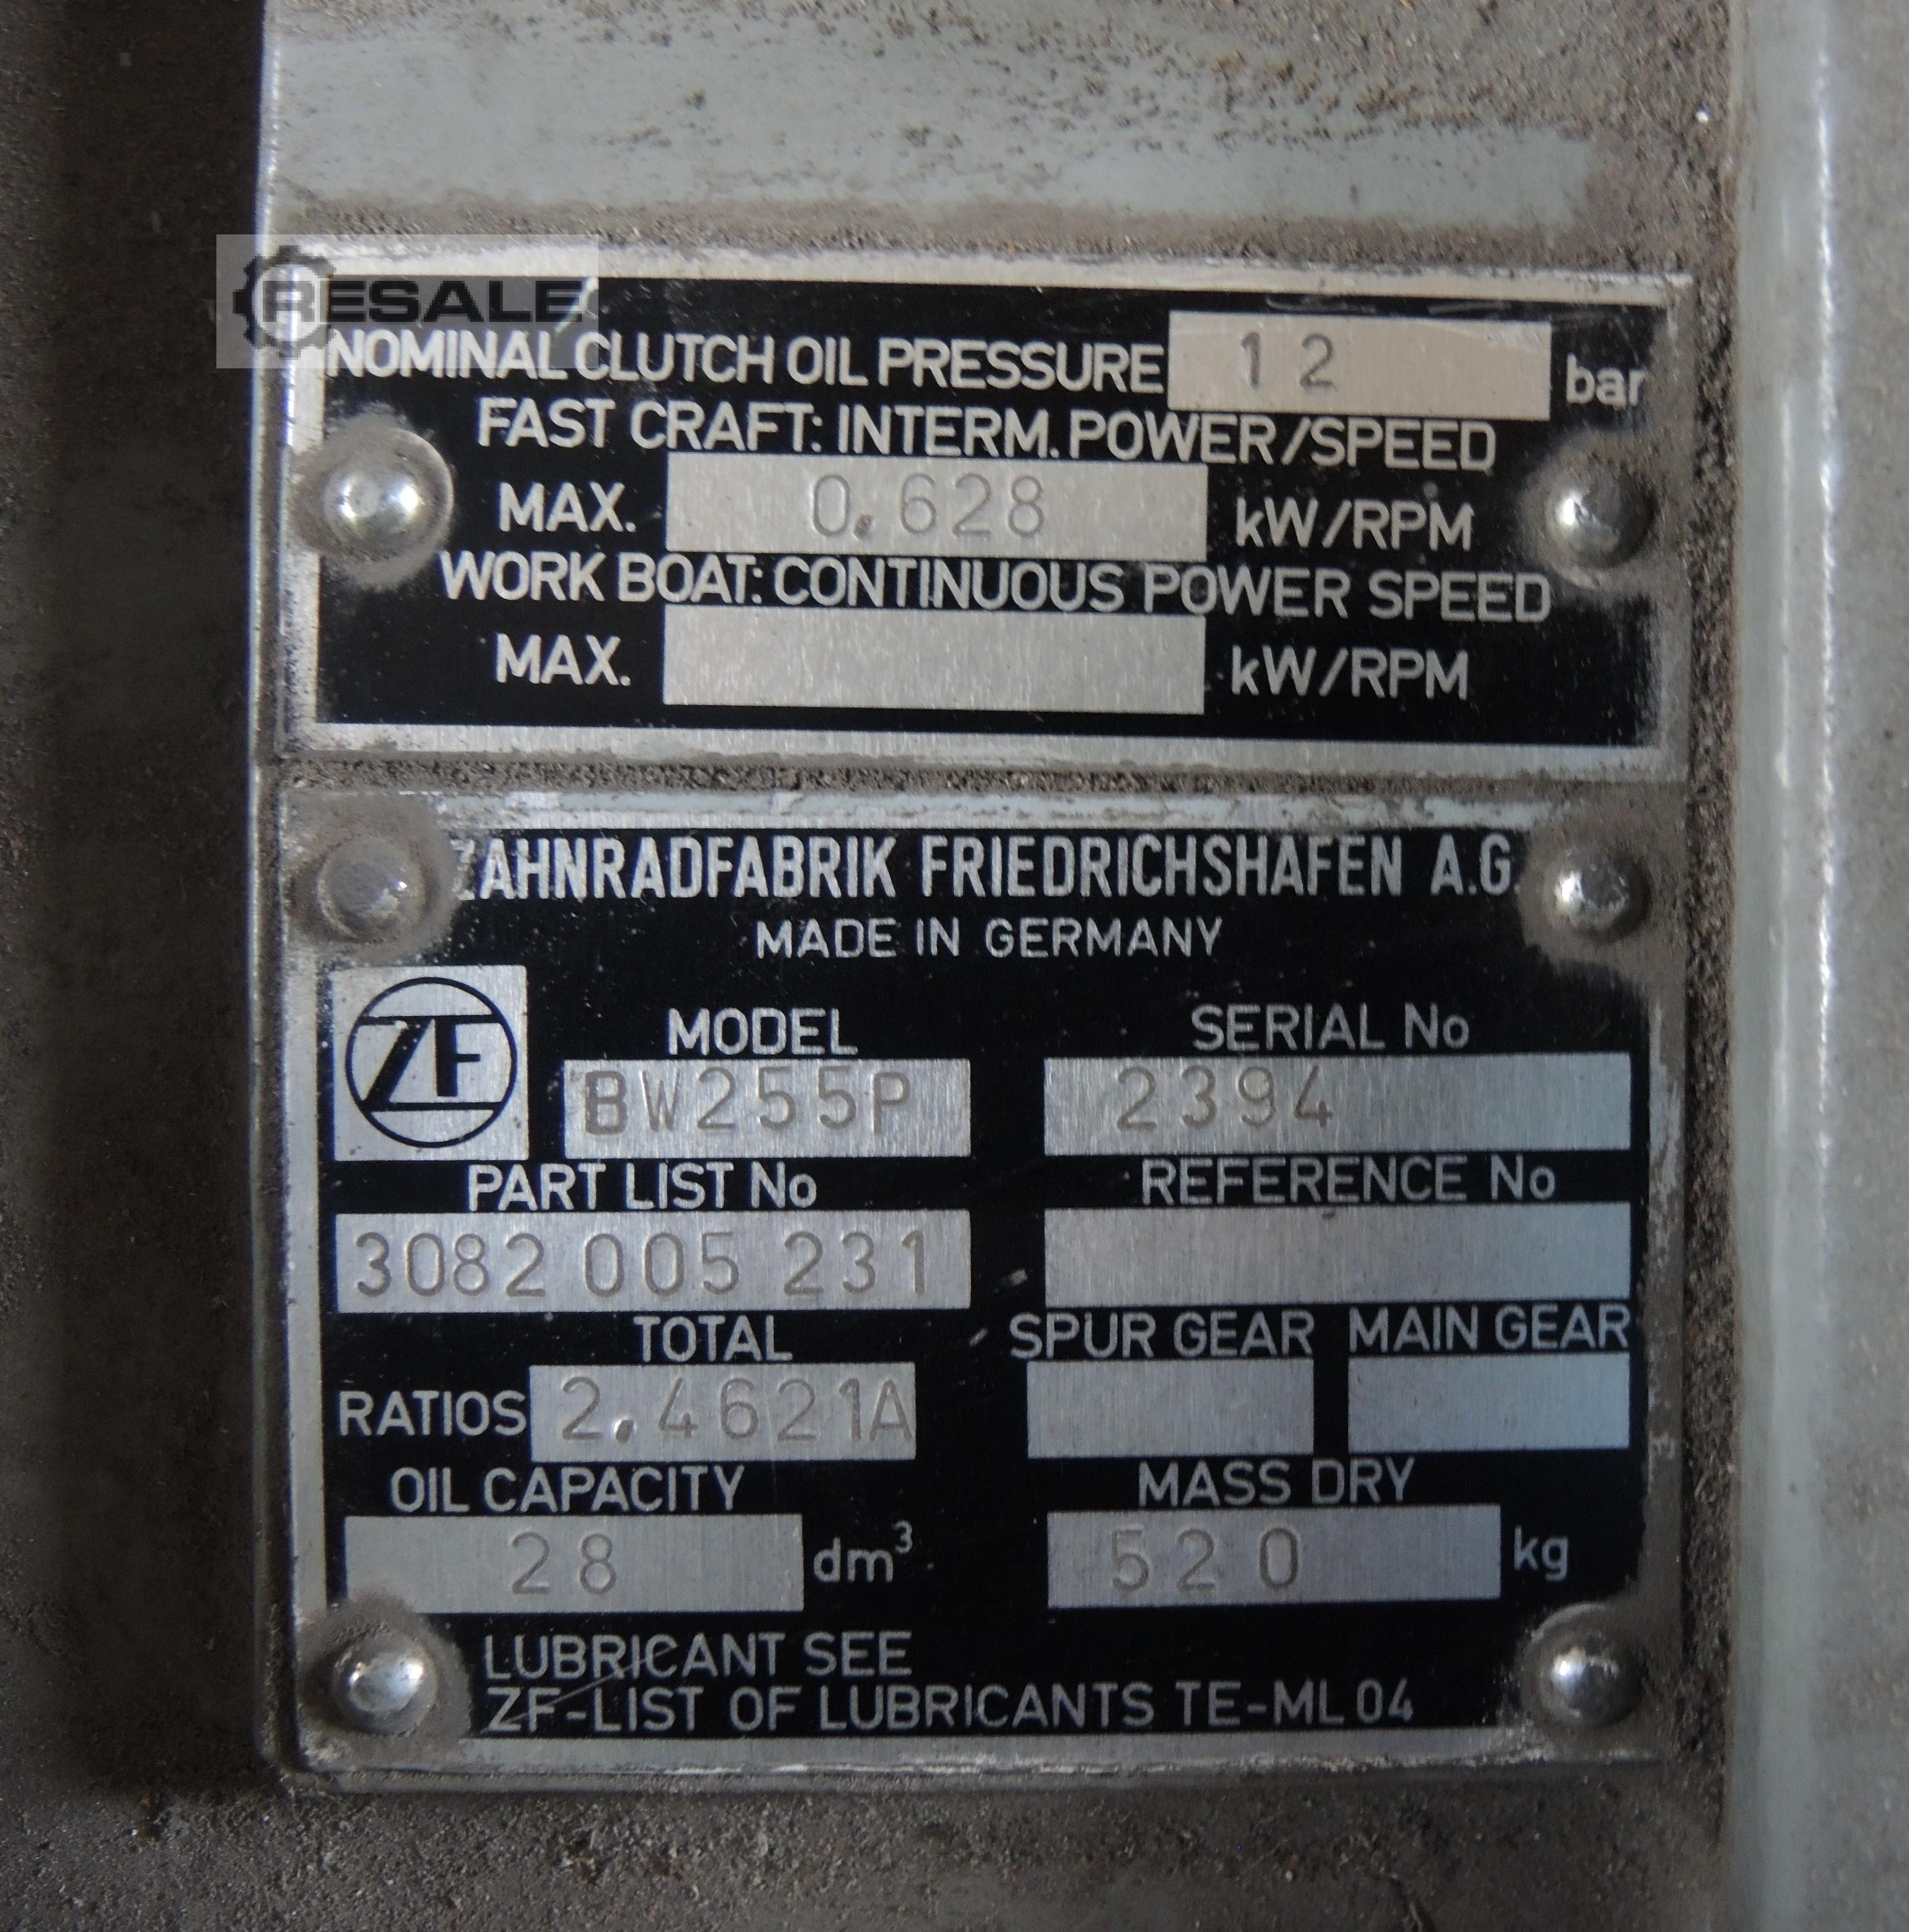 RESALE
NOMINAL CLUTCH OIL PRESSURE 12 bar
FAST CRAFT: INTERM. POWER/SPEED
MAX. 0.628 kW/RPM
WORK BOAT: CONTINUOUS POWER SPEED
MAX. kW/RPM
ZAHNRADFABRIK FRIEDRICHSHAFEN A.G.
MADE IN GERMANY
ZF
MODEL SERIAL No
BW255P 2394
PART LIST No REFERENCE No
3082 005 231
TOTAL SPUR GEAR MAIN GEAR
RATIOS 2.4621A
OIL CAPACITY MASS DRY
28 dm³ 520 kg
LUBRICANT SEE
ZF-LIST OF LUBRICANTS TE-ML 04